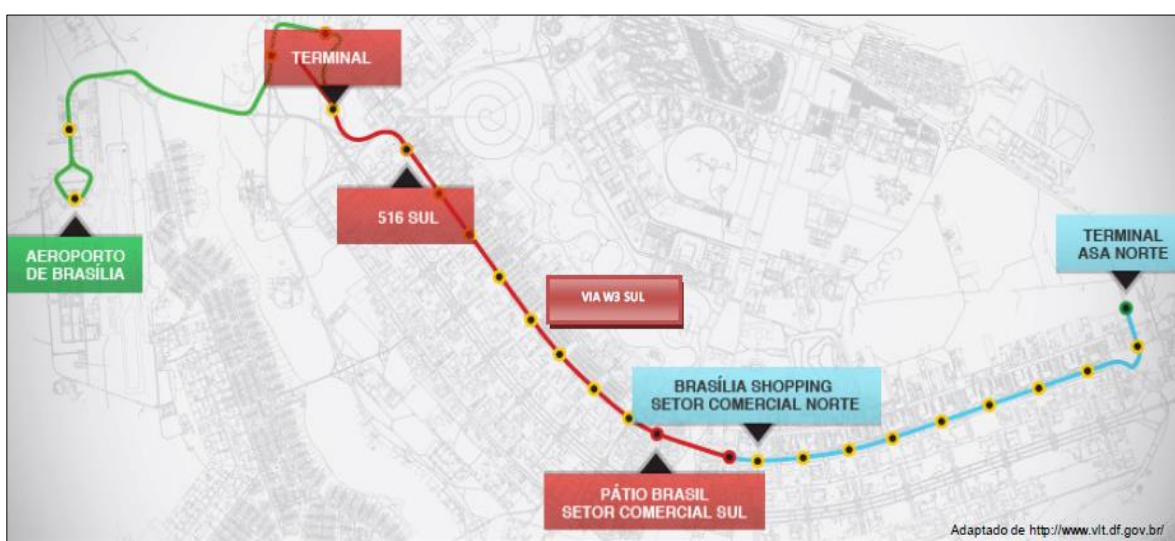 TERMINAL
516 SUL
AEROPORTO
DE BRASÍLIA
VIA W3 SUL
TERMINAL
ASA NORTE
BRASÍLIA SHOPPING
SETOR COMERCIAL NORTE
PÁTIO BRASIL
SETOR COMERCIAL SUL
Adaptado de http://www.vlt.df.gov.br/